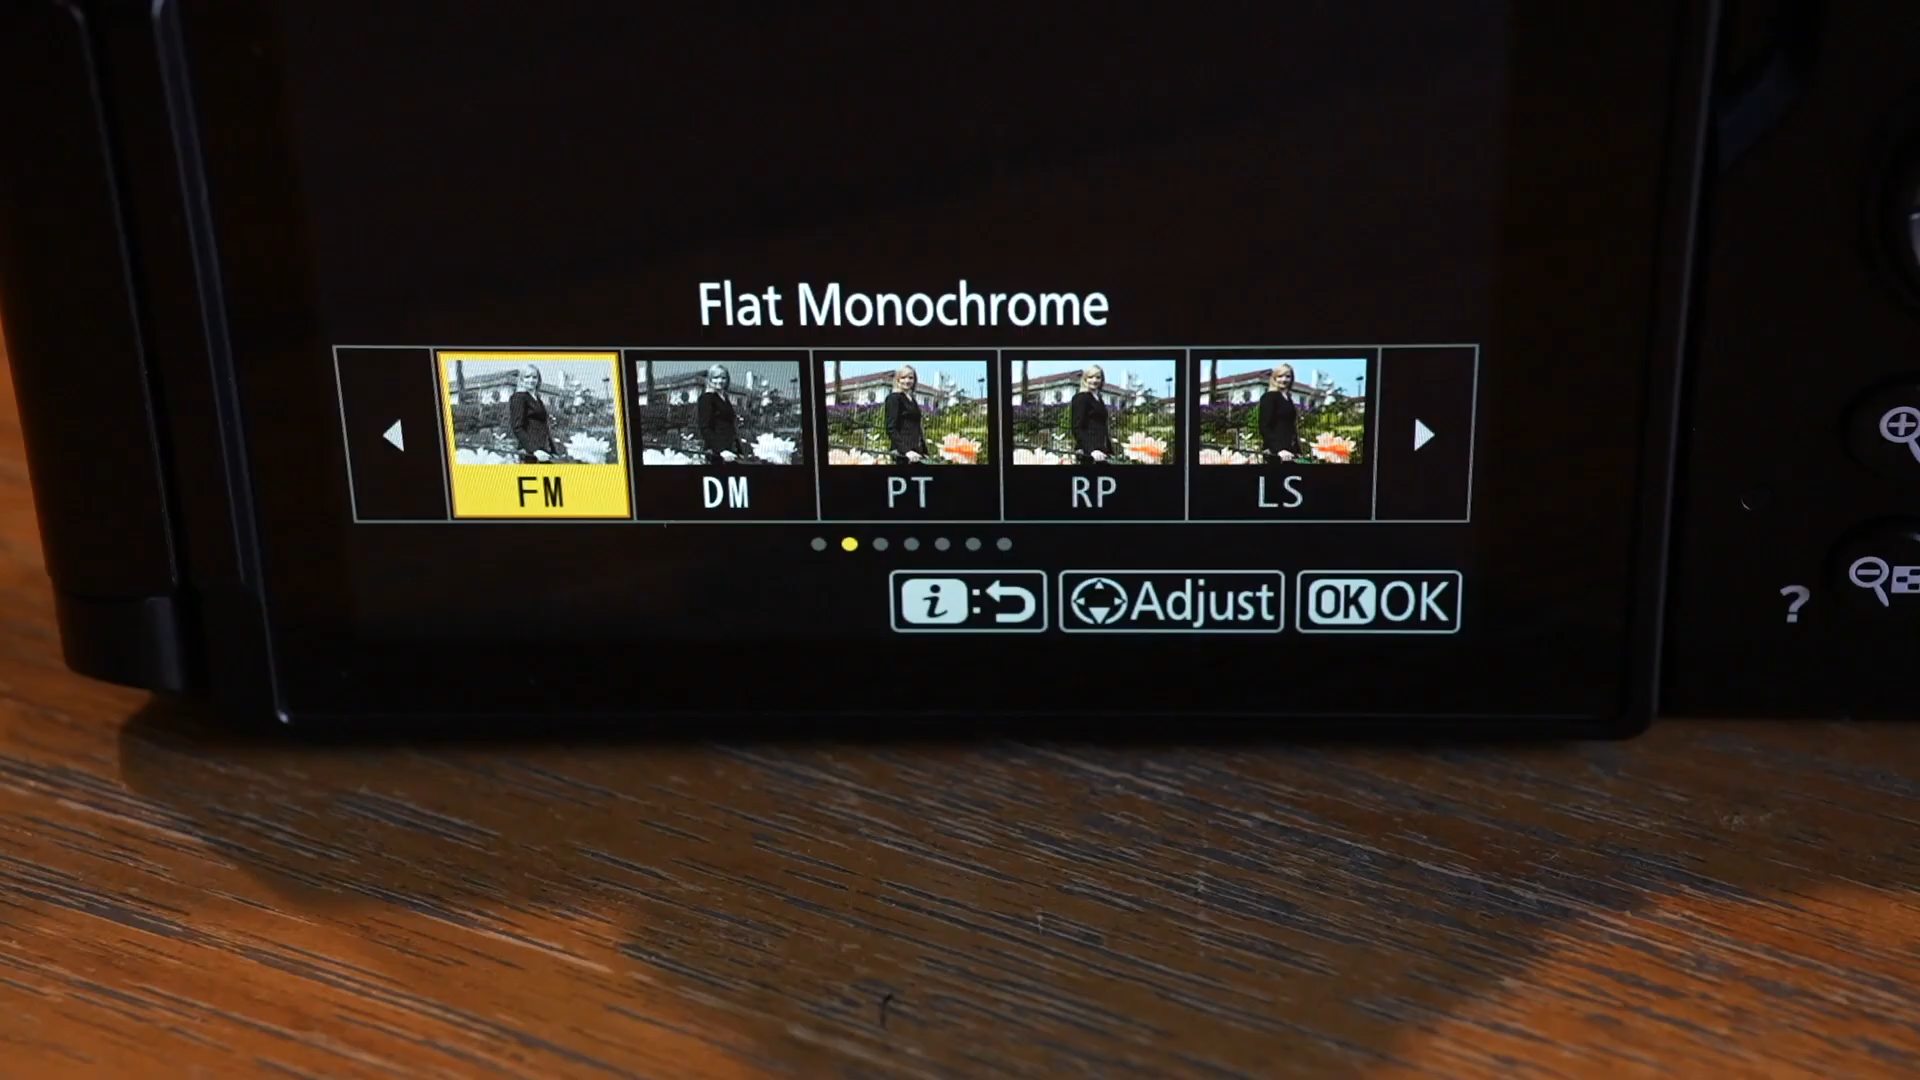 Flat Monochrome
FM DM PT RP LS
i:
Adjust
OK OK
?